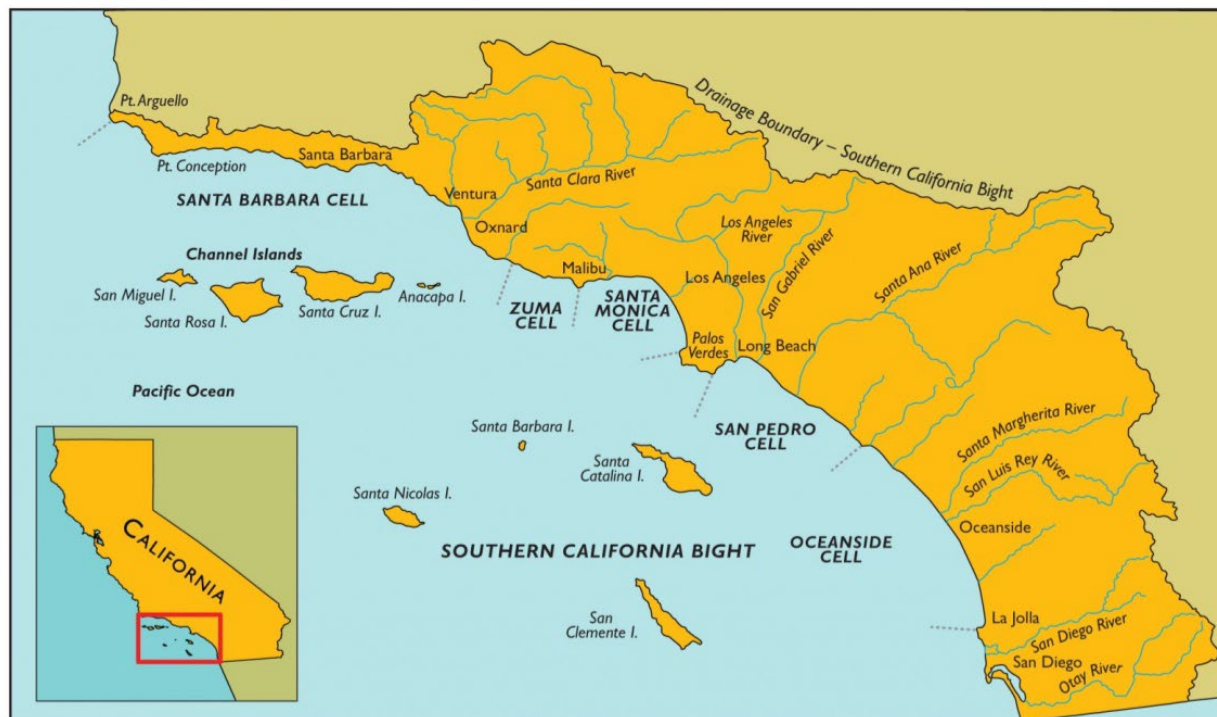 Drainage Boundary – Southern California Bight
Pt. Arguello
Pt. Conception
Santa Barbara
SANTA BARBARA CELL
Ventura
Santa Clara River
Oxnard
Channel Islands
San Miguel I.
Santa Rosa I.
Santa Cruz I.
Anacapa I.
Malibu
ZUMA
CELL
SANTA
MONICA
CELL
Los Angeles
River
Los Angeles
San Gabriel River
Santa Ana River
Palos
Verdes
Long Beach
Pacific Ocean
Santa Barbara I.
SAN PEDRO
CELL
Santa
Catalina I.
Santa Nicolas I.
Santa Margherita River
San Luis Rey River
Oceanside
SOUTHERN CALIFORNIA BIGHT
OCEANSIDE
CELL
San
Clemente I.
La Jolla
San Diego River
San Diego
Otay River
CALIFORNIA